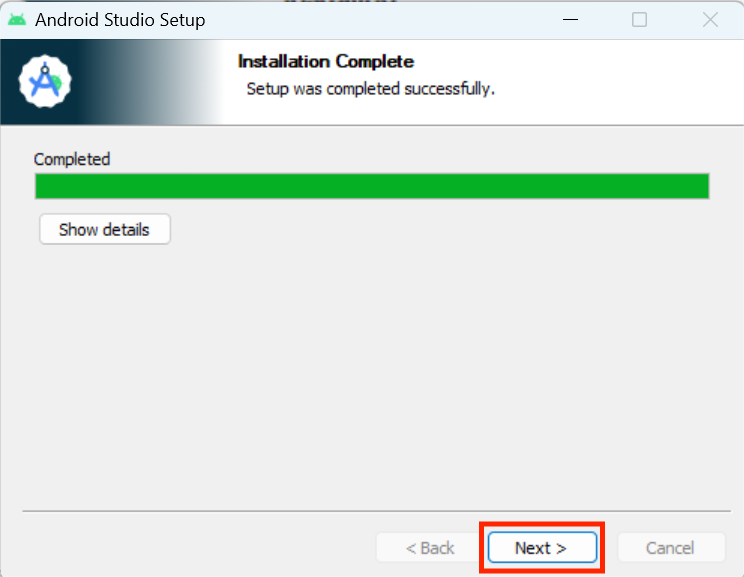 Android Studio Setup
Installation Complete
Setup was completed successfully.
Completed
Show details
< Back
Next >
Cancel